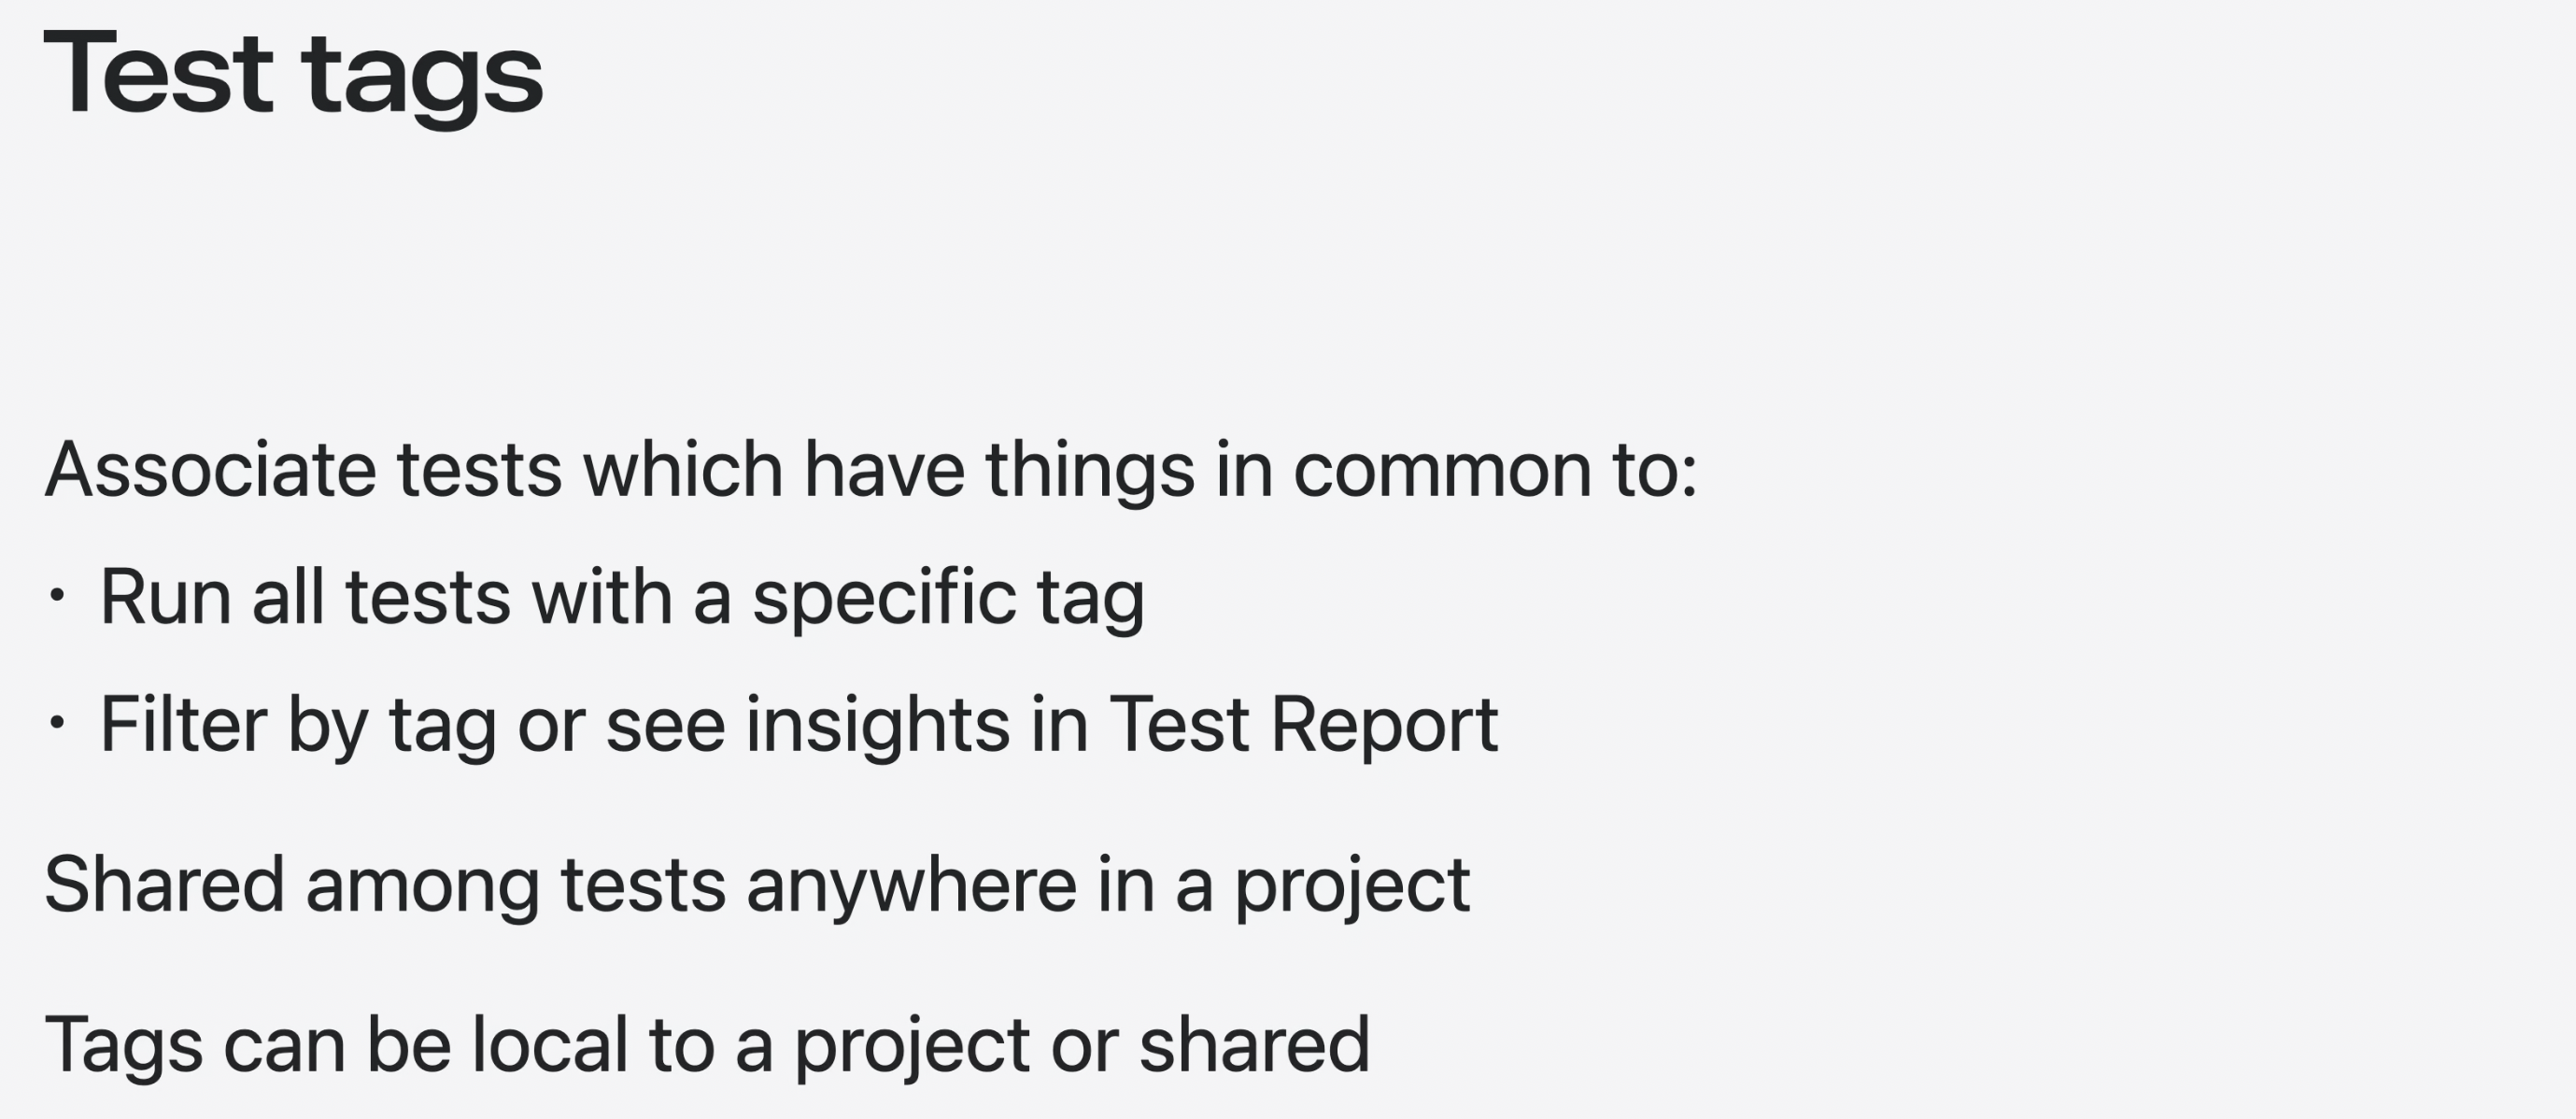 Test tags
Associate tests which have things in common to:
• Run all tests with a specific tag
• Filter by tag or see insights in Test Report
Shared among tests anywhere in a project
Tags can be local to a project or shared